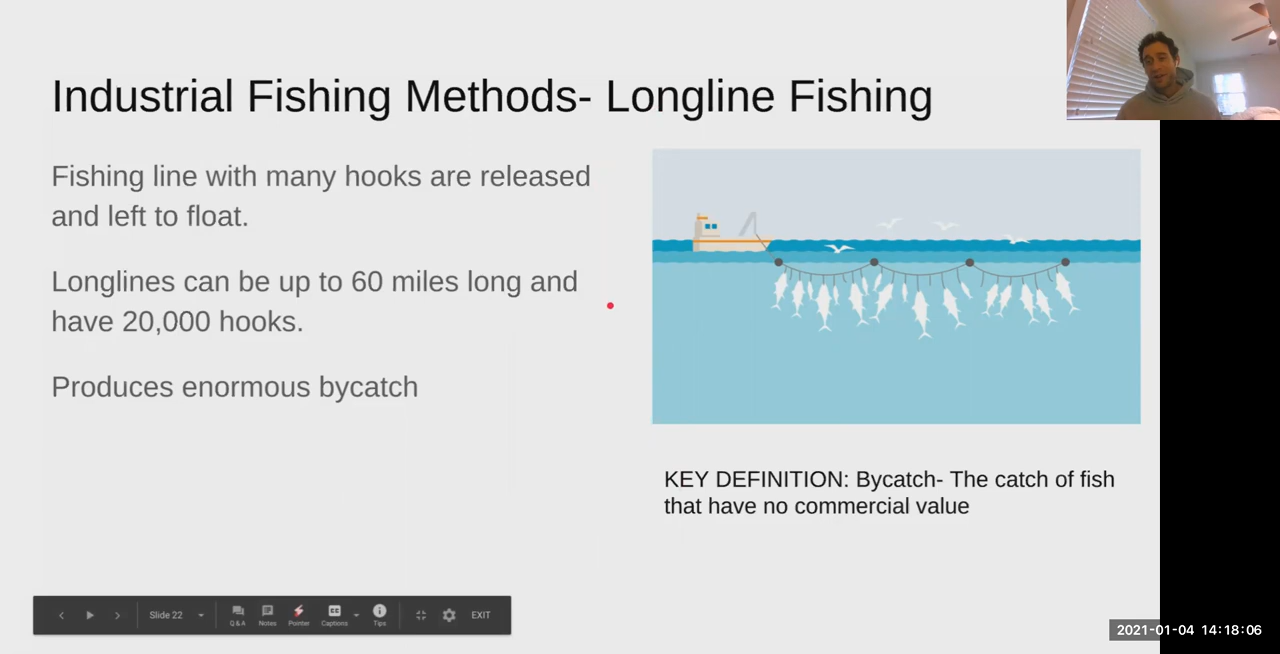 Industrial Fishing Methods- Longline Fishing
Fishing line with many hooks are released
and left to float.
Longlines can be up to 60 miles long and
have 20,000 hooks.
Produces enormous bycatch
KEY DEFINITION: Bycatch- The catch of fish
that have no commercial value
Slide 22
Q&A
Notes
Pointer
CC
Captions
Tips
EXIT
2021-01-04 14:18:06